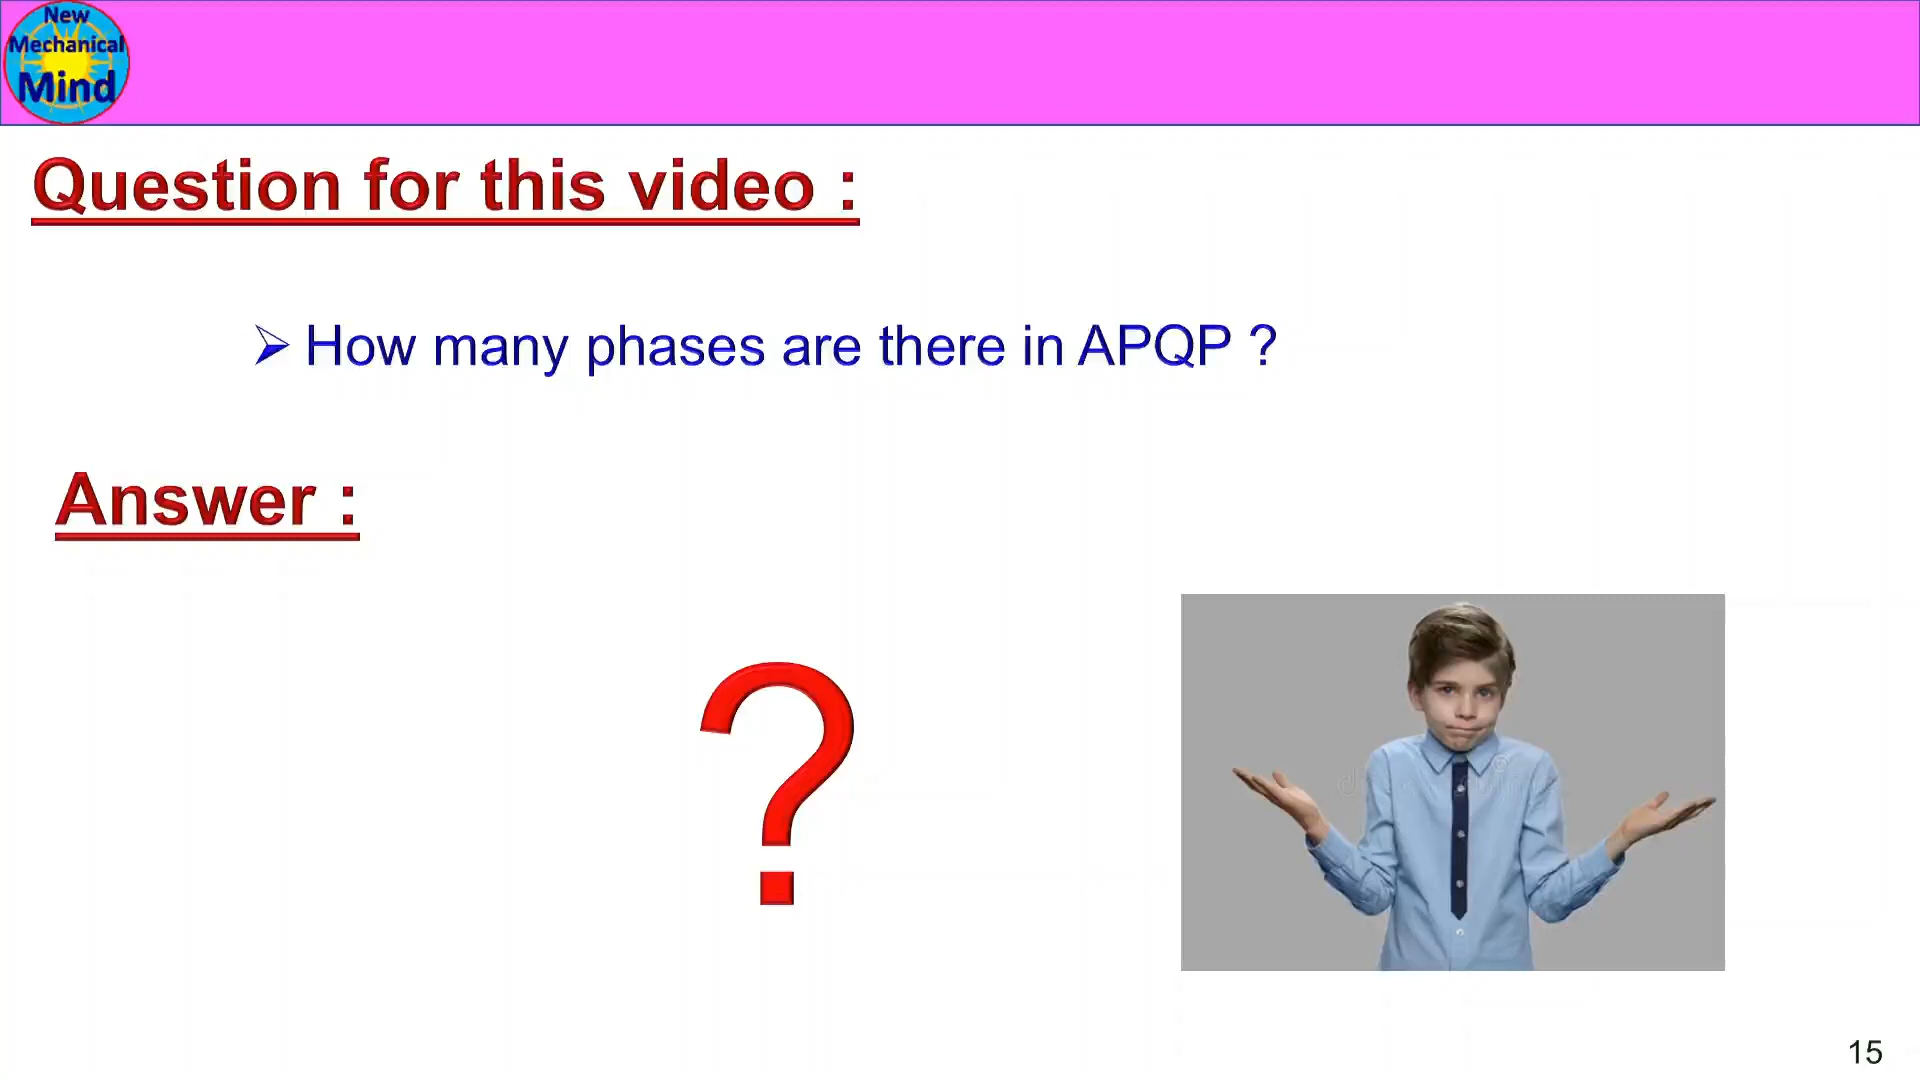 New
Mechanical
Mind
Question for this video :
➢ How many phases are there in APQP ?
Answer :
?
15